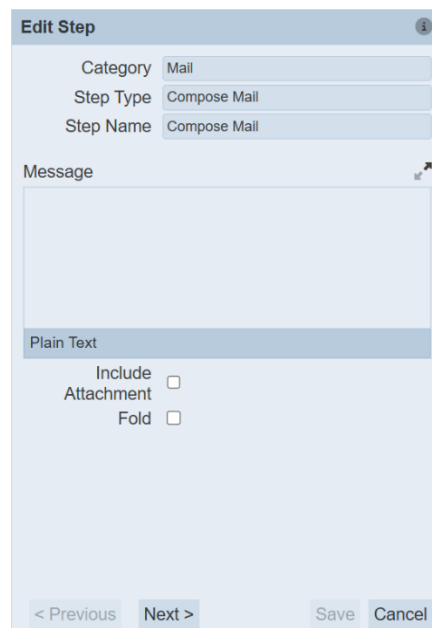 Edit Step
Category Mail
Step Type Compose Mail
Step Name Compose Mail
Message
Plain Text
Include
Attachment
Fold
< Previous Next > Save Cancel